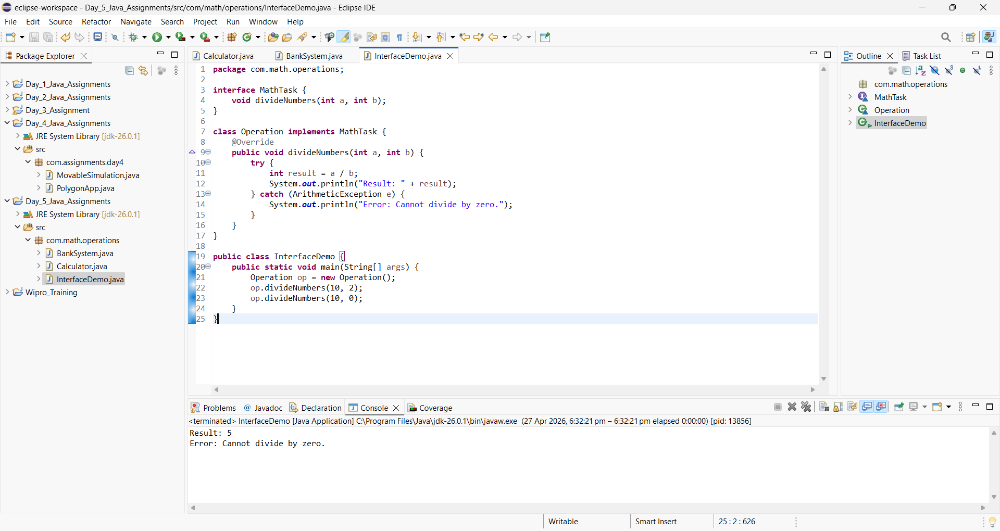 eclipse-workspace - Day_5_Java_Assignments/src/com/math/operations/InterfaceDemo.java - Eclipse IDE
File Edit Source Refactor Navigate Search Project Run Window Help
Package Explorer
Day_1_Java_Assignments
Day_2_Java_Assignments
Day_3_Assignment
Day_4_Java_Assignments
JRE System Library [jdk-26.0.1]
src
com.assignments.day4
MovableSimulation.java
PolygonApp.java
Day_5_Java_Assignments
JRE System Library [jdk-26.0.1]
src
com.math.operations
BankSystem.java
Calculator.java
InterfaceDemo.java
Wipro_Training
Calculator.java BankSystem.java InterfaceDemo.java
1 package com.math.operations;
2
3 interface MathTask {
4     void divideNumbers(int a, int b);
5 }
6
7 class Operation implements MathTask {
8     @Override
9     public void divideNumbers(int a, int b) {
10         try {
11             int result = a / b;
12             System.out.println("Result: " + result);
13         } catch (ArithmeticException e) {
14             System.out.println("Error: Cannot divide by zero.");
15         }
16     }
17 }
18
19 public class InterfaceDemo {
20     public static void main(String[] args) {
21         Operation op = new Operation();
22         op.divideNumbers(10, 2);
23         op.divideNumbers(10, 0);
24     }
25 }
Outline Task List
com.math.operations
MathTask
Operation
InterfaceDemo
Problems @ Javadoc Declaration Console Coverage
<terminated> InterfaceDemo [Java Application] C:\Program Files\Java\jdk-26.0.1\bin\javaw.exe (27 Apr 2026, 6:32:21 pm – 6:32:21 pm elapsed 0:00:00) [pid: 13856]
Result: 5
Error: Cannot divide by zero.
Writable Smart Insert 25 : 2 : 626